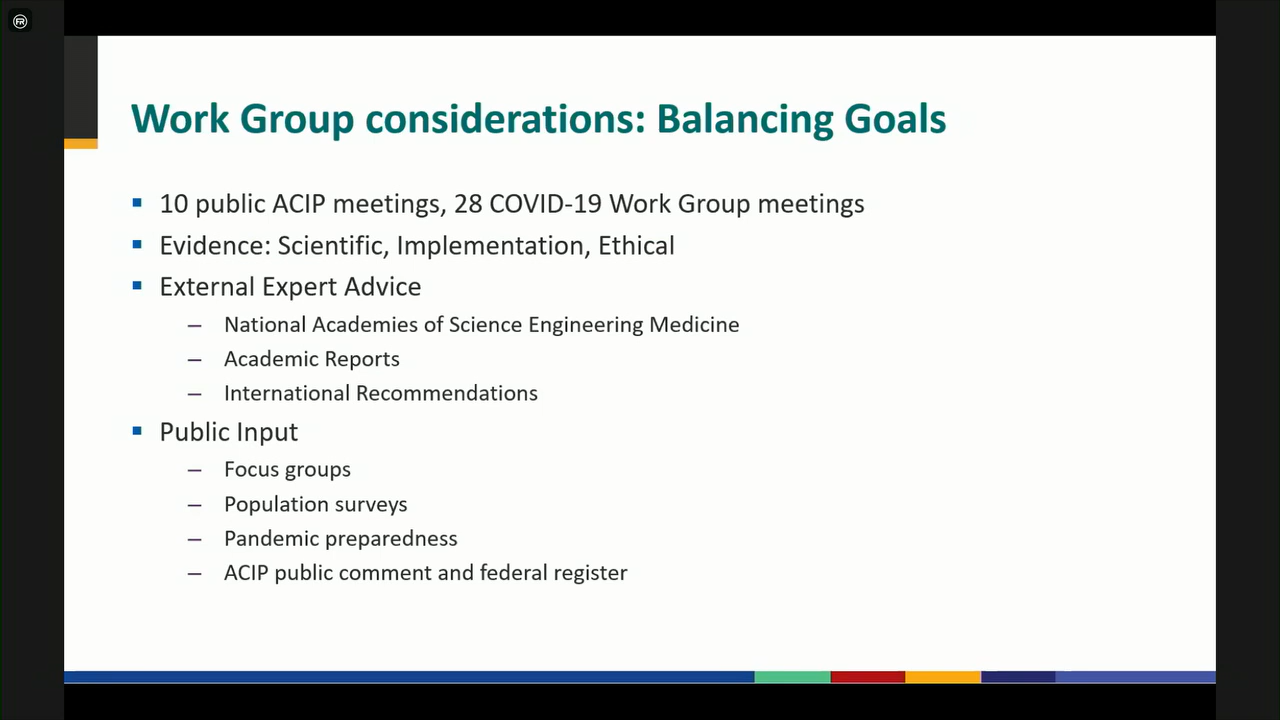 Work Group considerations: Balancing Goals
10 public ACIP meetings, 28 COVID-19 Work Group meetings
Evidence: Scientific, Implementation, Ethical
External Expert Advice
– National Academies of Science Engineering Medicine
– Academic Reports
– International Recommendations
Public Input
– Focus groups
– Population surveys
– Pandemic preparedness
– ACIP public comment and federal register